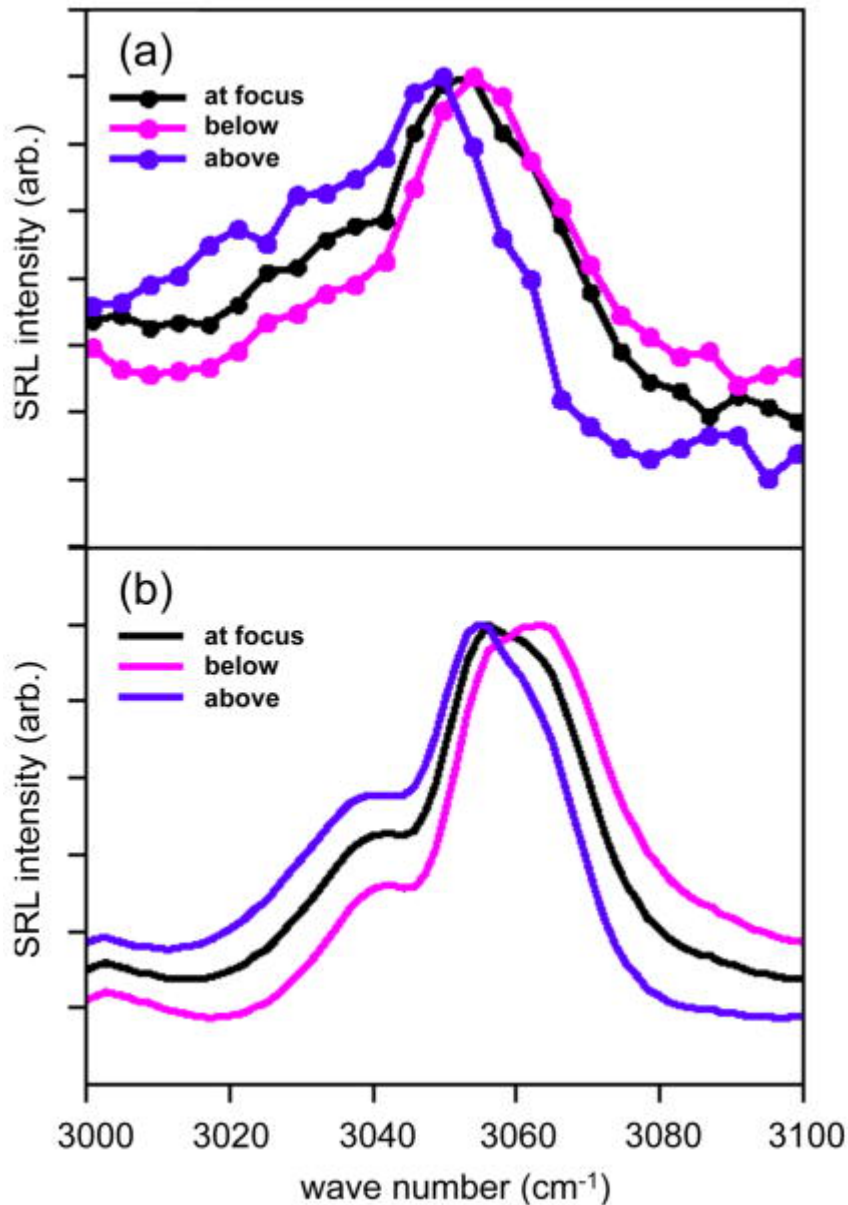 (a)
at focus
below
above
SRL intensity (arb.)
(b)
at focus
below
above
SRL intensity (arb.)
3000 3020 3040 3060 3080 3100
wave number (cm⁻¹)